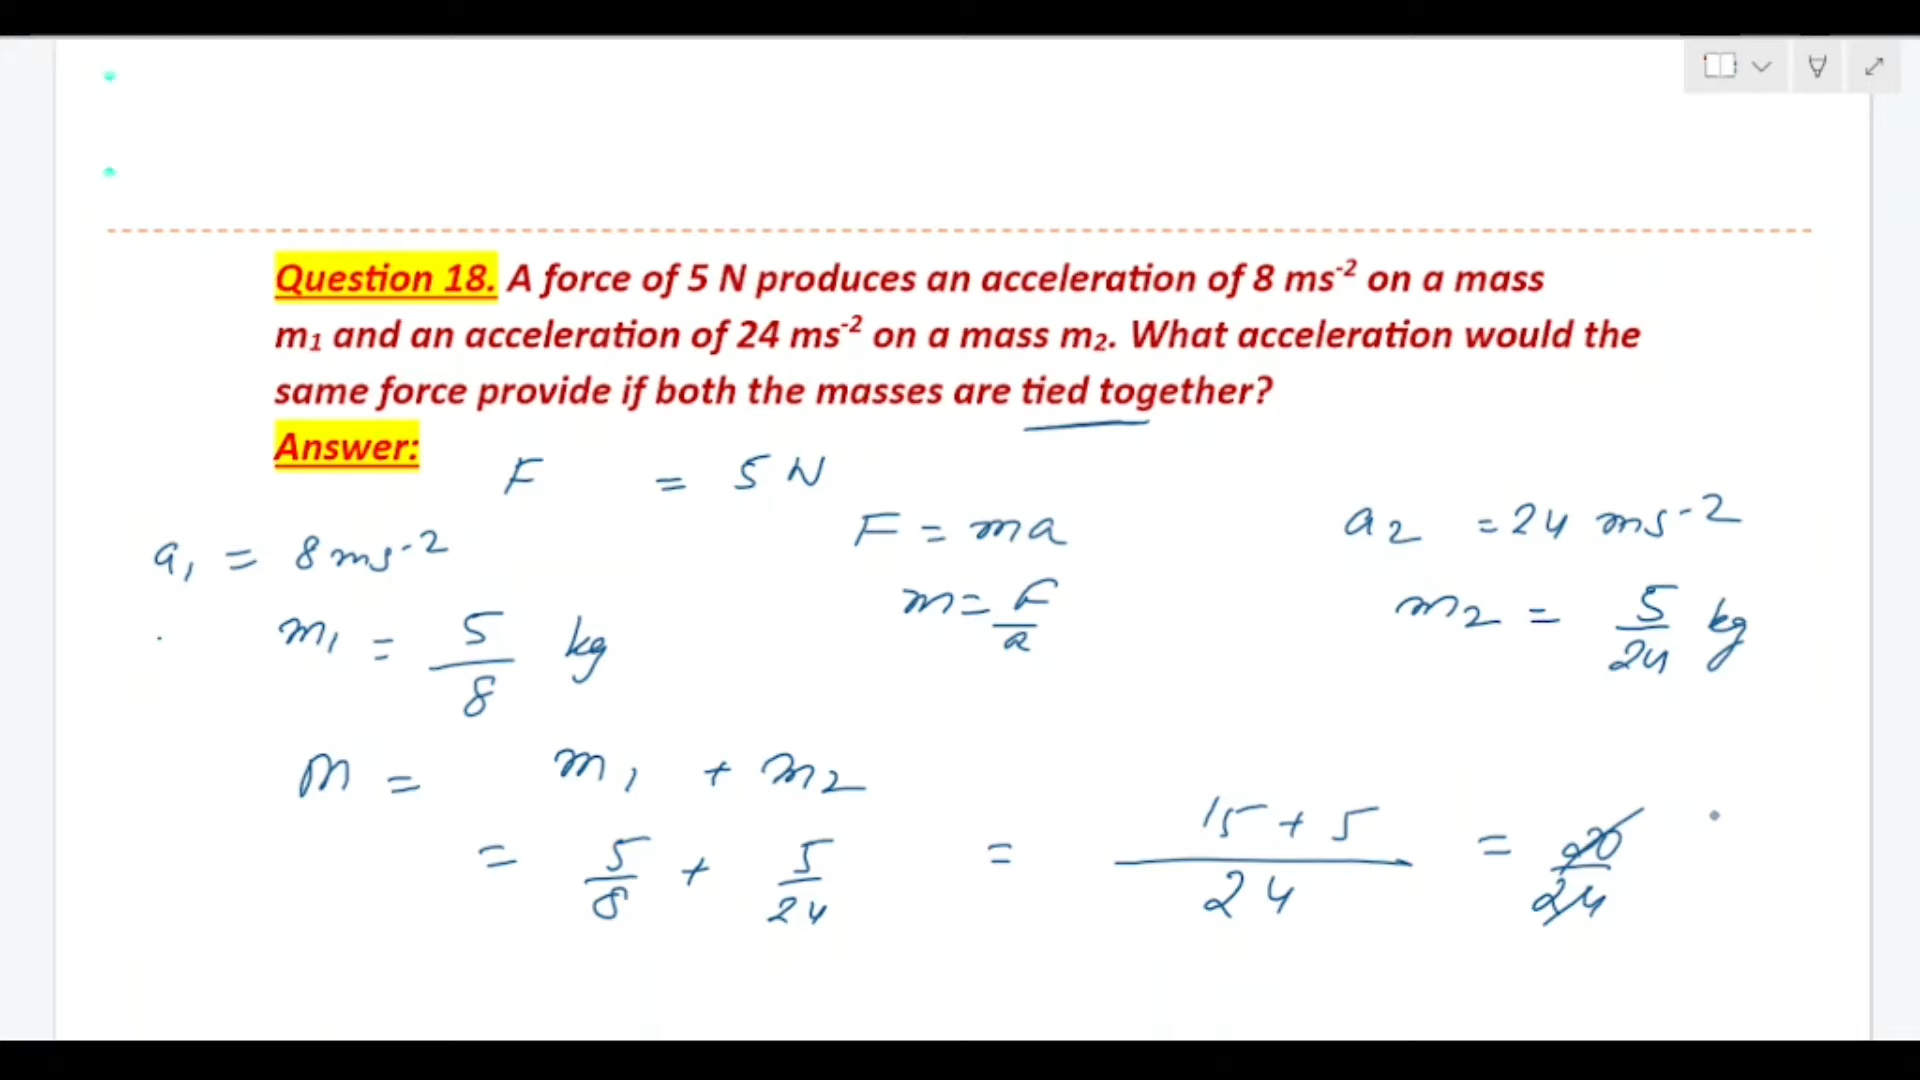 Question 18. A force of 5 N produces an acceleration of 8 ms⁻² on a mass
m₁ and an acceleration of 24 ms⁻² on a mass m₂. What acceleration would the
same force provide if both the masses are tied together?
Answer:
F = 5 N
a₁ = 8 ms⁻²
F = ma
a₂ = 24 ms⁻²
m₁ = 5/8 kg
m = F/a
m₂ = 5/24 kg
m = m₁ + m₂
= 5/8 + 5/24 = (15 + 5)/24 = 20/24